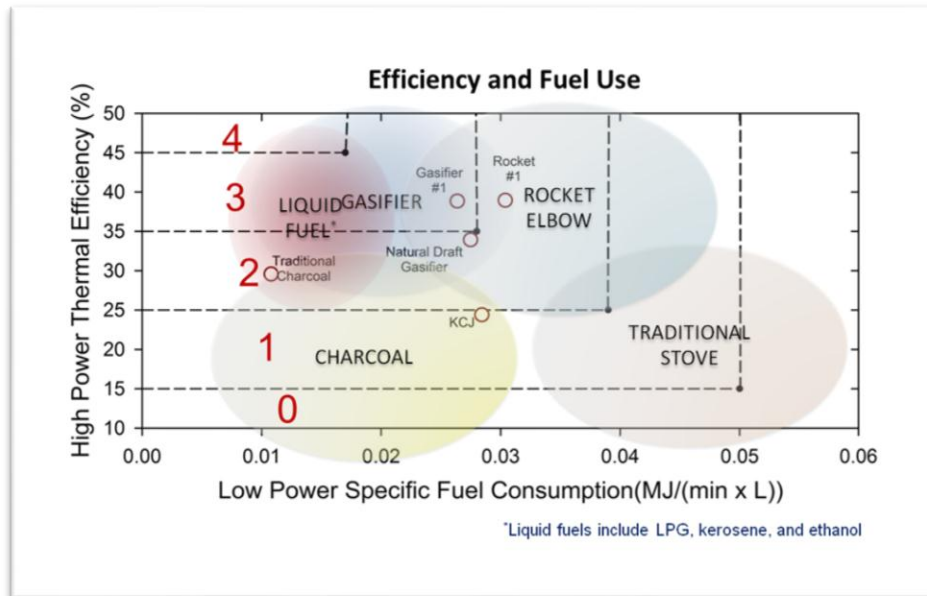 Efficiency and Fuel Use
High Power Thermal Efficiency (%)
50
45
40
35
30
25
20
15
10
4
3
2
1
0
Gasifier
#1
Rocket
#1
LIQUID
FUEL*
GASIFIER
ROCKET
ELBOW
Natural Draft
Gasifier
Traditional
Charcoal
KCJ
CHARCOAL
TRADITIONAL
STOVE
0.00 0.01 0.02 0.03 0.04 0.05 0.06
Low Power Specific Fuel Consumption(MJ/(min x L))
*Liquid fuels include LPG, kerosene, and ethanol